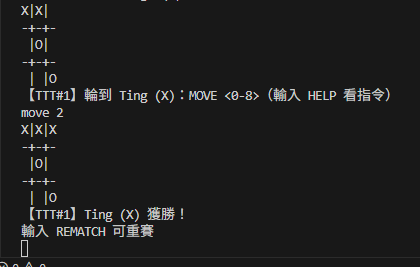 X|X|
-+-+-
 |O|
-+-+-
 | |O
【TTT#1】輪到 Ting (X)：MOVE <0-8>（輸入 HELP 看指令）
move 2
X|X|X
-+-+-
 |O|
-+-+-
 | |O
【TTT#1】Ting (X) 獲勝！
輸入 REMATCH 可重賽